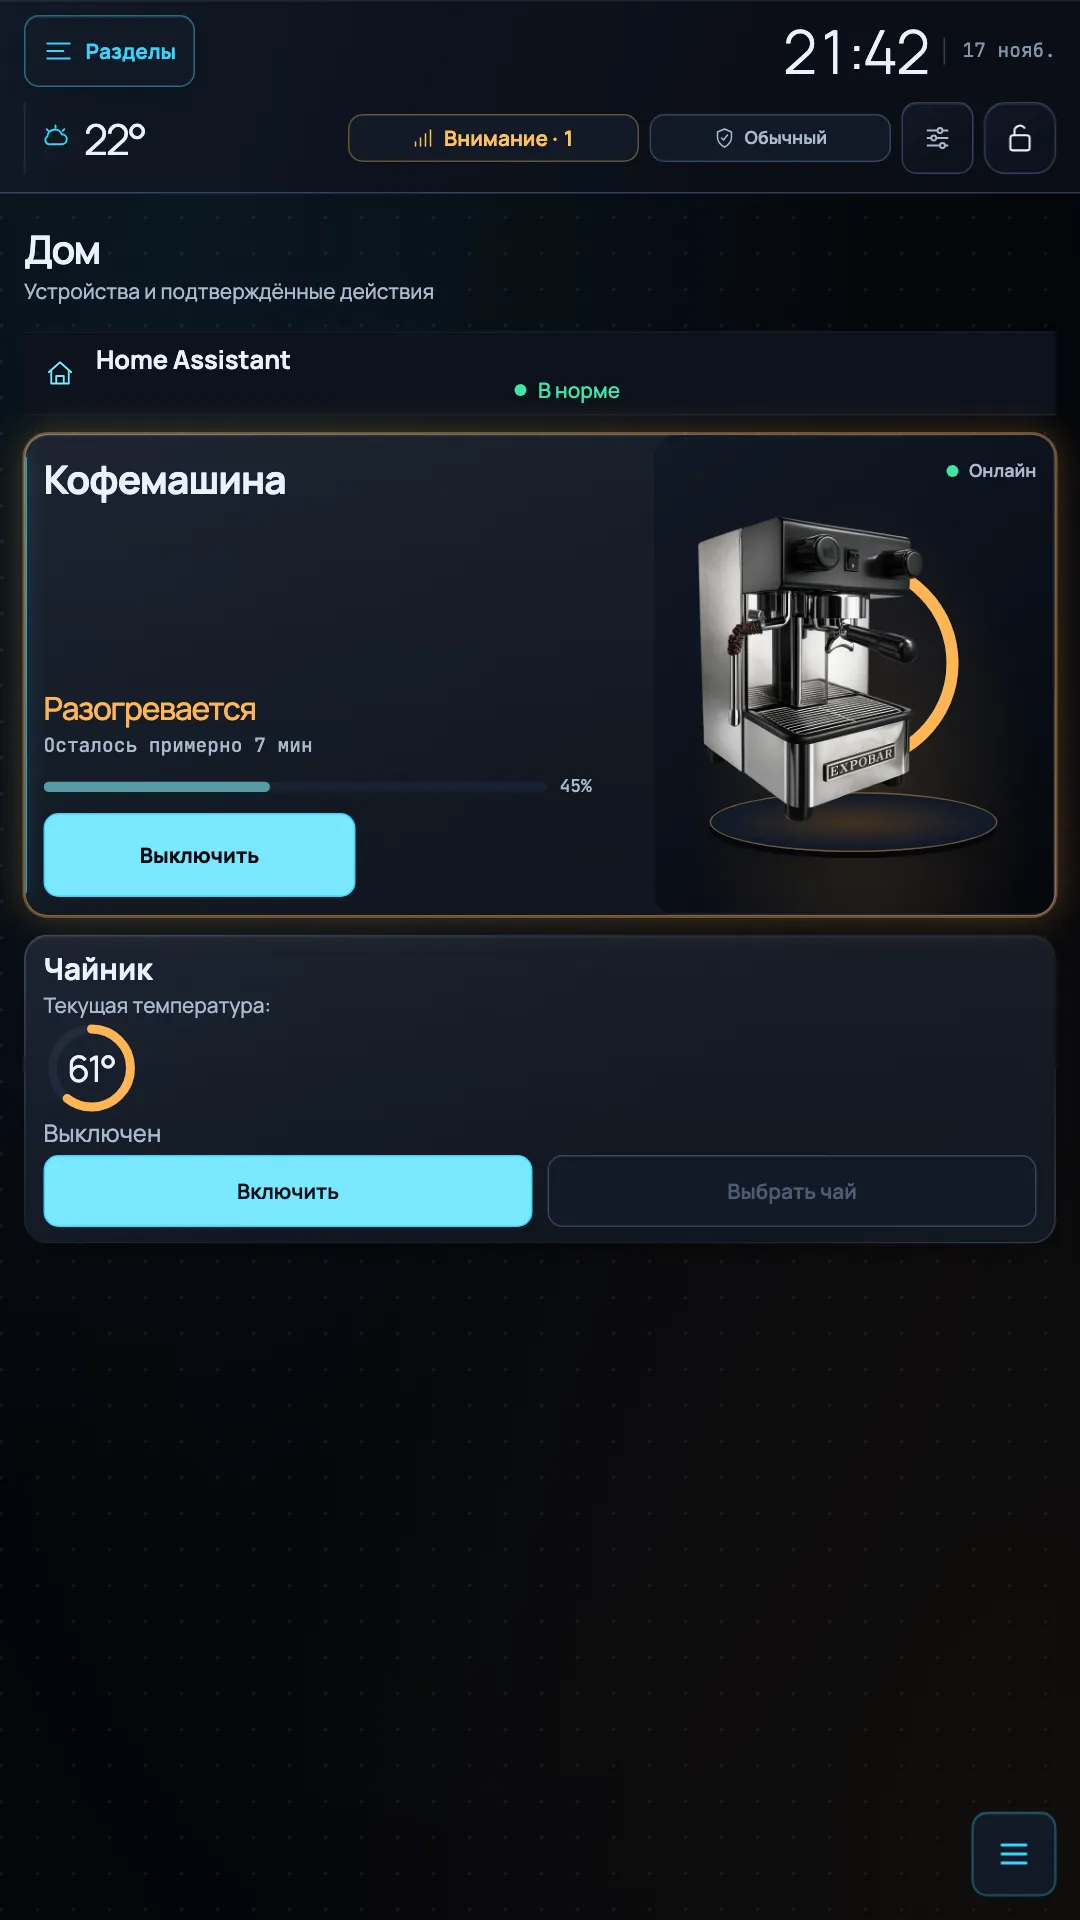 Разделы
21:42
17 нояб.
22°
Внимание · 1
Обычный
Дом
Устройства и подтверждённые действия
Home Assistant
В норме
Кофемашина
Онлайн
EXPOBAR
Разогревается
Осталось примерно 7 мин
45%
Выключить
Чайник
Текущая температура:
61°
Выключен
Включить
Выбрать чай